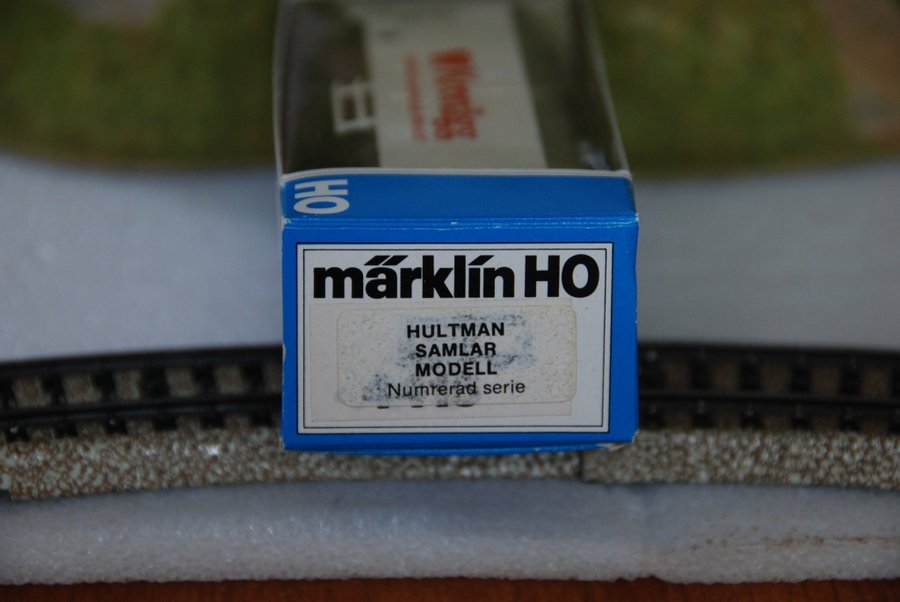 HO
märklin HO
HULTMAN
SAMLAR
MODELL
Numrerad serie